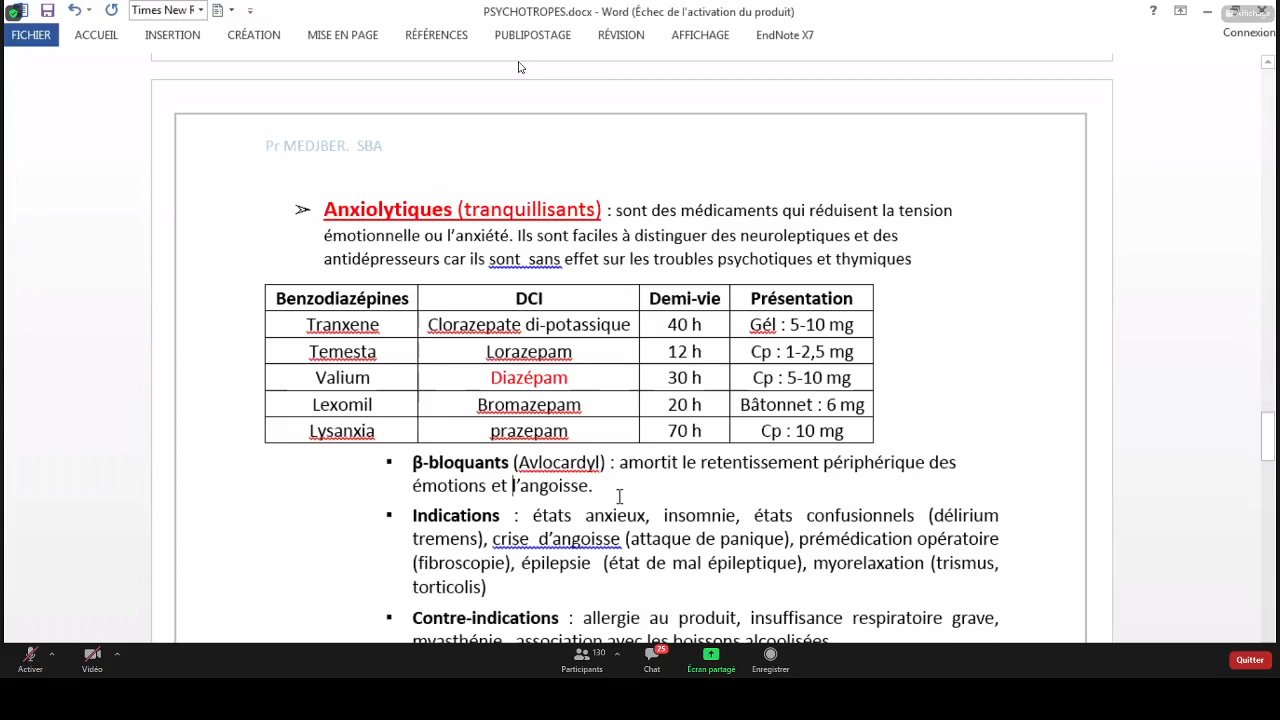 Times New R
PSYCHOTROPES.docx - Word (Échec de l'activation du produit)
?
Affichage
FICHIER ACCUEIL INSERTION CRÉATION MISE EN PAGE RÉFÉRENCES PUBLIPOSTAGE RÉVISION AFFICHAGE EndNote X7 Connexion
Pr MEDJBER. SBA
➢ Anxiolytiques (tranquillisants) : sont des médicaments qui réduisent la tension
émotionnelle ou l'anxiété. Ils sont faciles à distinguer des neuroleptiques et des
antidépresseurs car ils sont sans effet sur les troubles psychotiques et thymiques
Benzodiazépines DCI Demi-vie Présentation
Tranxene Clorazepate di-potassique 40 h Gél : 5-10 mg
Temesta Lorazepam 12 h Cp : 1-2,5 mg
Valium Diazépam 30 h Cp : 5-10 mg
Lexomil Bromazepam 20 h Bâtonnet : 6 mg
Lysanxia prazepam 70 h Cp : 10 mg
▪ β-bloquants (Avlocardyl) : amortit le retentissement périphérique des
émotions et l'angoisse.
▪ Indications : états anxieux, insomnie, états confusionnels (délirium
tremens), crise d'angoisse (attaque de panique), prémédication opératoire
(fibroscopie), épilepsie (état de mal épileptique), myorelaxation (trismus,
torticolis)
▪ Contre-indications : allergie au produit, insuffisance respiratoire grave,
myasthénie, association avec les boissons alcoolisées
Activer Vidéo Participants 130 Chat 25 Écran partagé Enregistrer Quitter